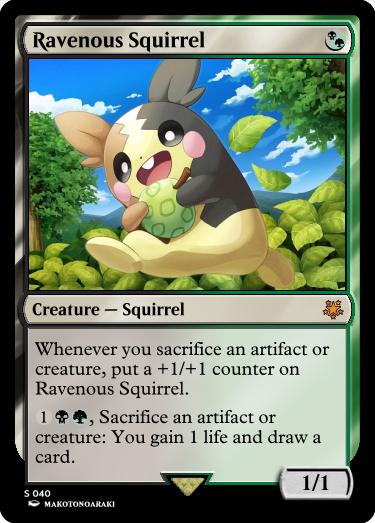 Ravenous Squirrel
Creature — Squirrel
Whenever you sacrifice an artifact or
creature, put a +1/+1 counter on
Ravenous Squirrel.
1, Sacrifice an artifact or
creature: You gain 1 life and draw a
card.
1/1
S 040
MAKOTONOARAKI